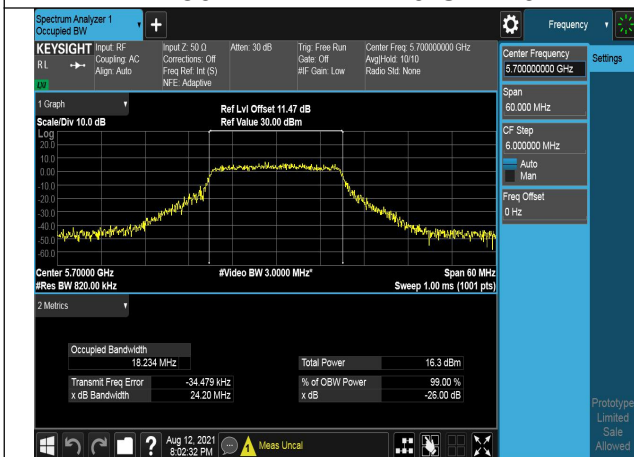 Spectrum Analyzer 1
Occupied BW
Frequency
KEYSIGHT
Input: RF
Coupling: AC
Align: Auto
Input Z: 50 Ω
Corrections: Off
Freq Ref: Int (S)
NFE: Adaptive
Atten: 30 dB
Trig: Free Run
Gate: Off
#IF Gain: Low
Center Freq: 5.700000000 GHz
Avg|Hold: 10/10
Radio Std: None
RL
LXI
1 Graph
Scale/Div 10.0 dB
Ref Lvl Offset 11.47 dB
Ref Value 30.00 dBm
Log
20.0
10.0
0.00
-10.0
-20.0
-30.0
-40.0
-50.0
-60.0
Center 5.70000 GHz
#Res BW 820.00 kHz
#Video BW 3.0000 MHz*
Span 60 MHz
Sweep 1.00 ms (1001 pts)
2 Metrics
Occupied Bandwidth
18.234 MHz
Total Power 16.3 dBm
Transmit Freq Error -34.479 kHz
% of OBW Power 99.00 %
x dB Bandwidth 24.20 MHz
x dB -26.00 dB
Center Frequency
5.700000000 GHz
Settings
Span
60.000 MHz
CF Step
6.000000 MHz
Auto
Man
Freq Offset
0 Hz
Prototype
Limited
Sale
Allowed
?
Aug 12, 2021
8:02:32 PM
Meas Uncal